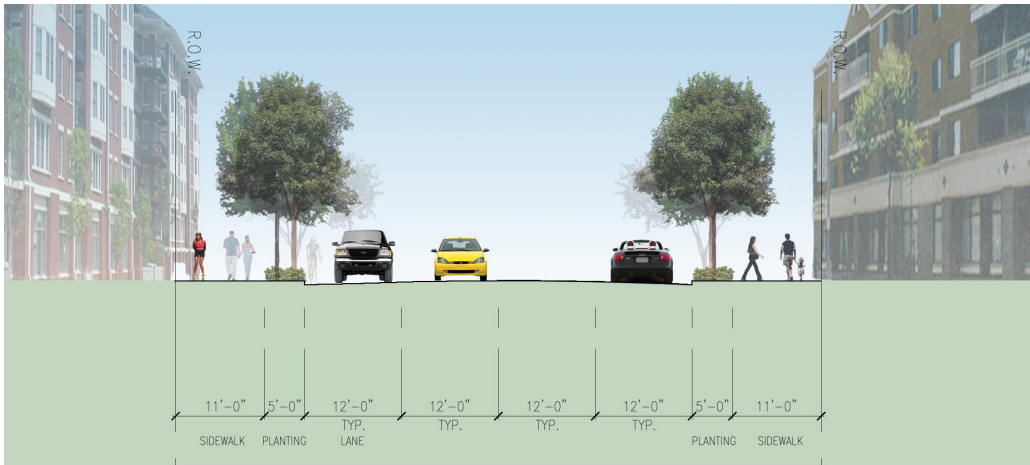 R.O.W.
R.O.W.
11'-0" 5'-0" 12'-0" 12'-0" 12'-0" 12'-0" 5'-0" 11'-0"
TYP. TYP. TYP. TYP.
SIDEWALK PLANTING LANE PLANTING SIDEWALK